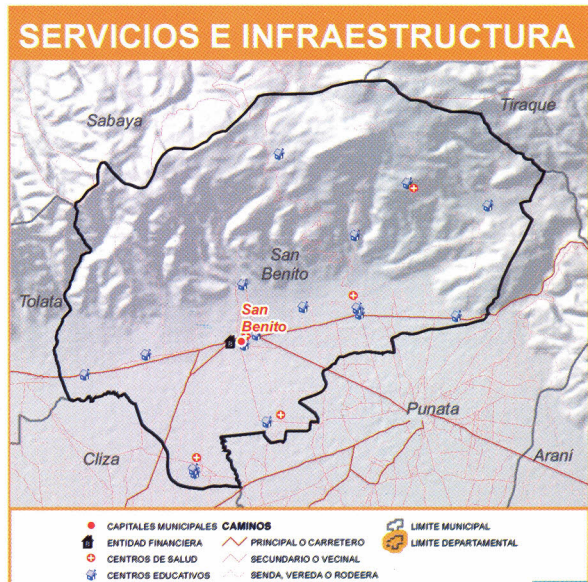 SERVICIOS E INFRAESTRUCTURA
Sabaya
Tiraque
San
Benito
Tolata
San
Benito
Punata
Cliza
Araní
CAPITALES MUNICIPALES
ENTIDAD FINANCIERA
CENTROS DE SALUD
CENTROS EDUCATIVOS
CAMINOS
PRINCIPAL O CARRETERO
SECUNDARIO O VECINAL
SENDA, VEREDA O RODEERA
LIMITE MUNICIPAL
LIMITE DEPARTAMENTAL